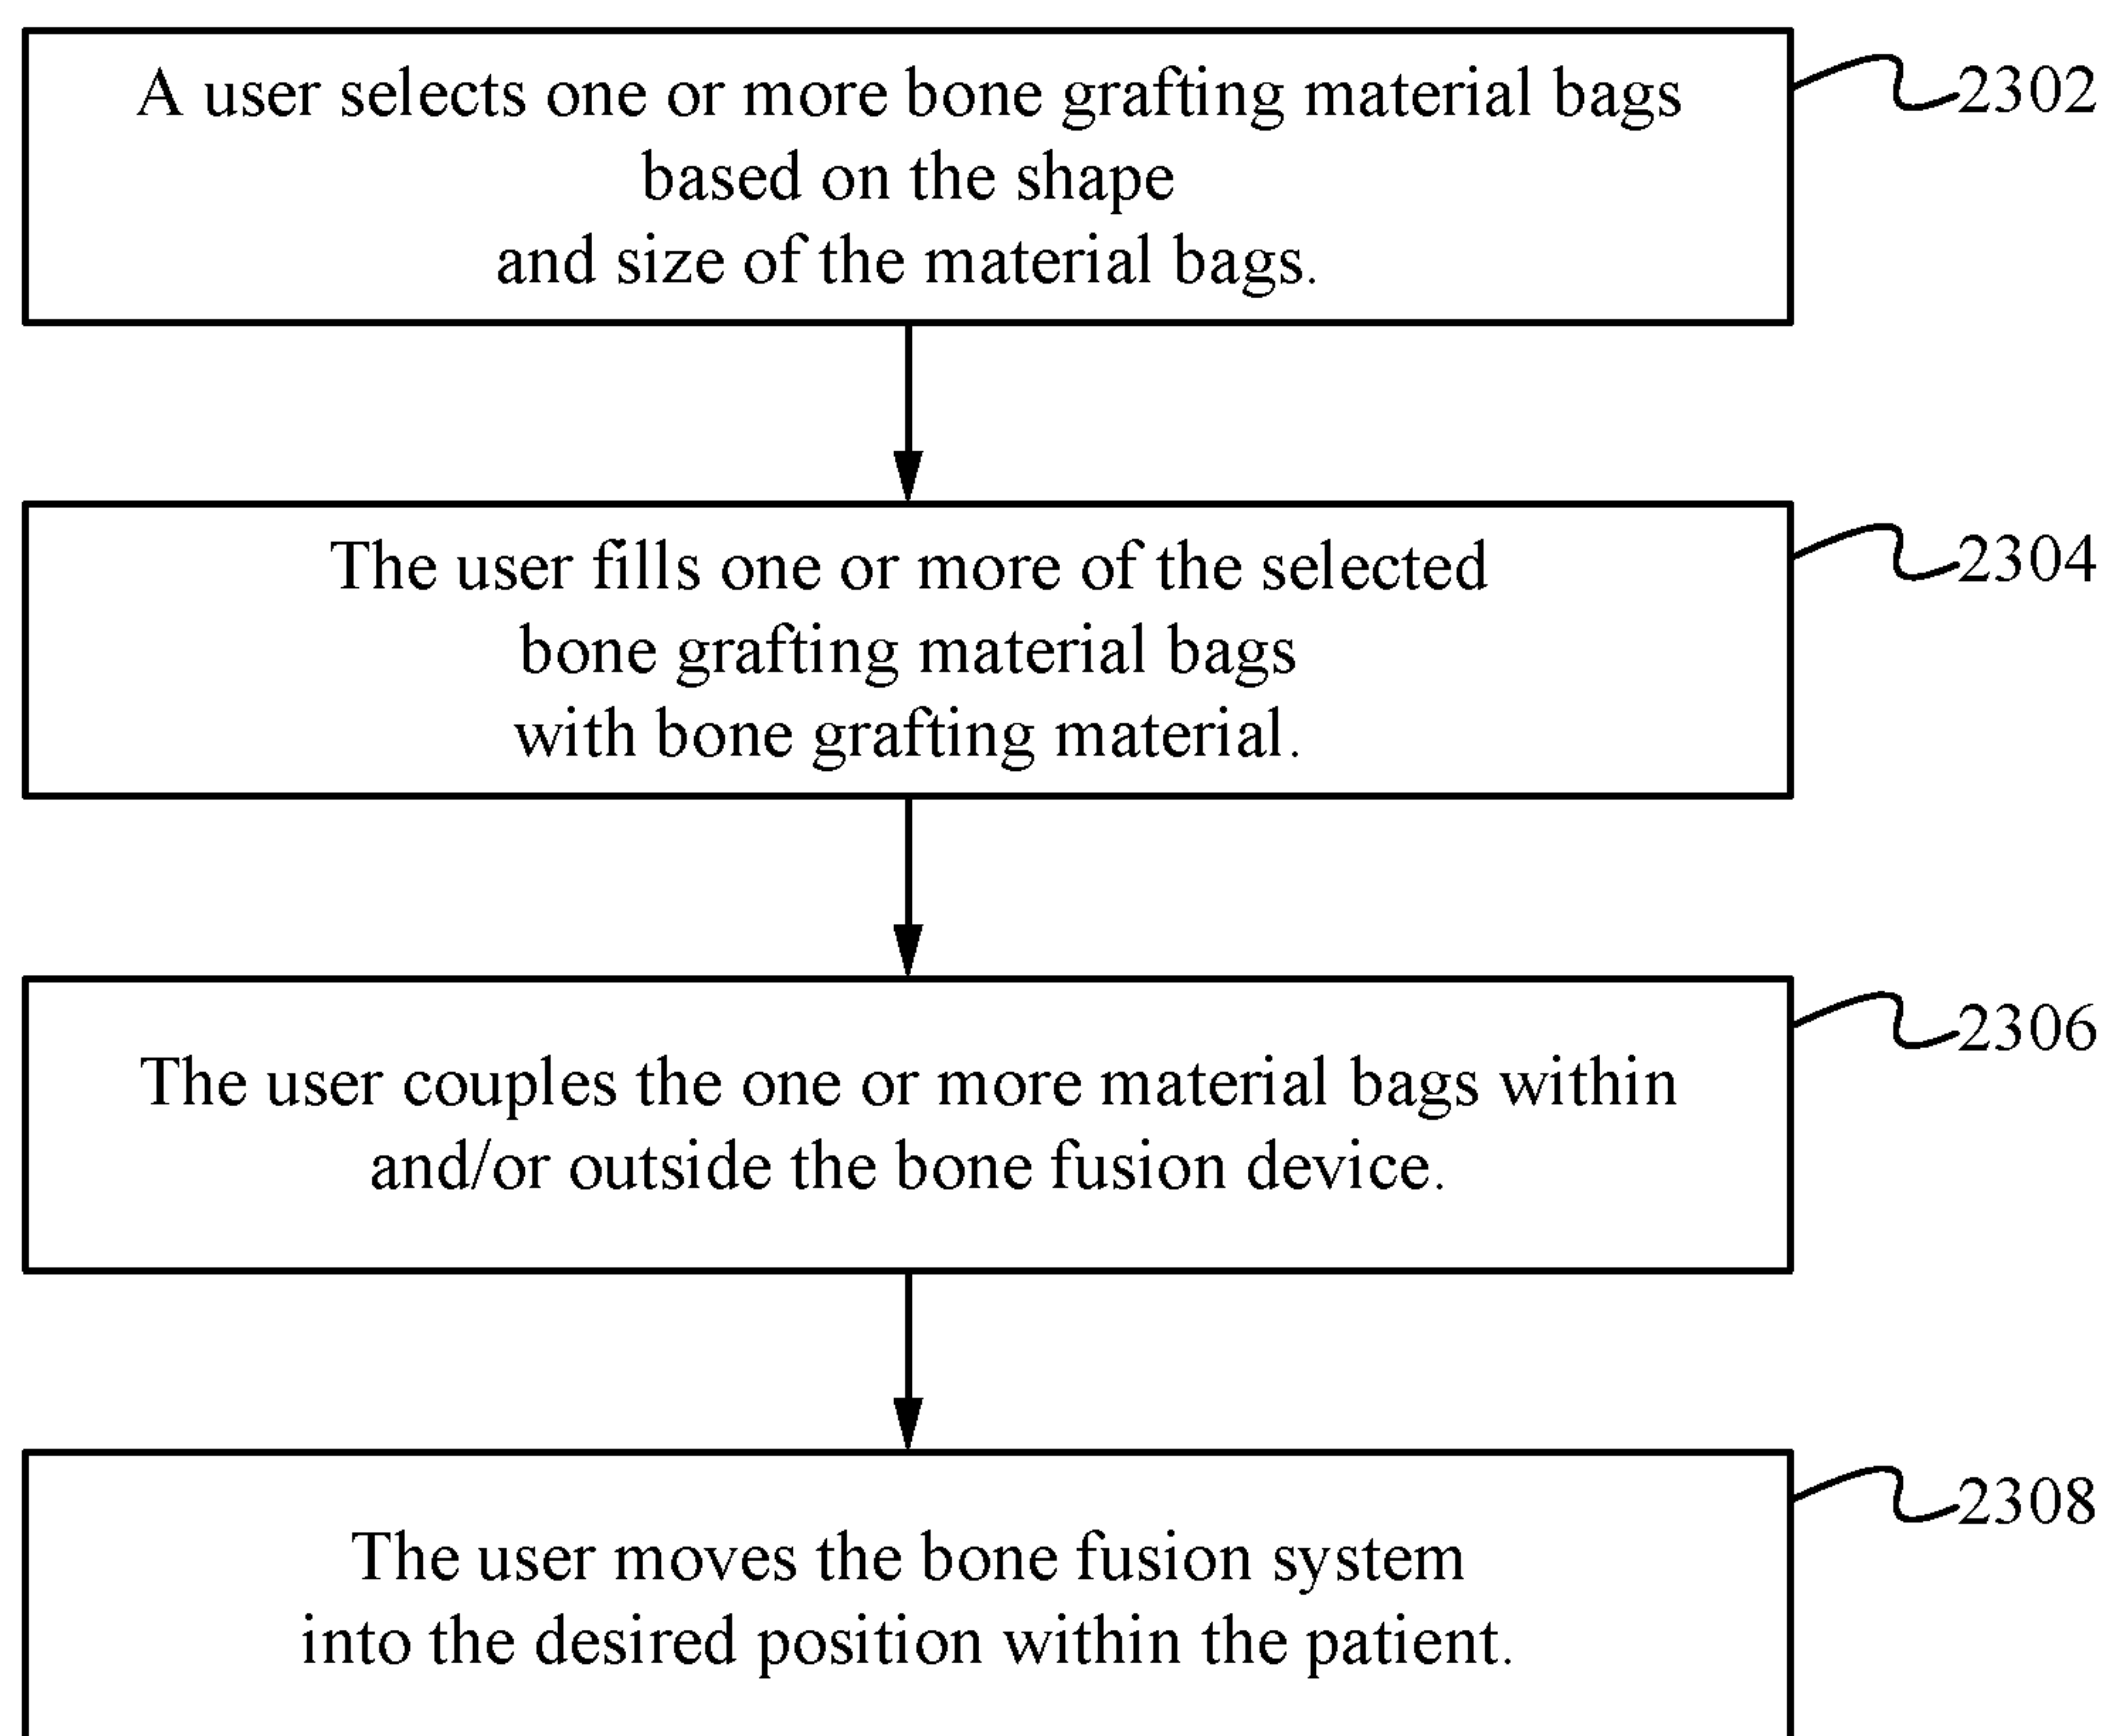 A user selects one or more bone grafting material bags
based on the shape
and size of the material bags.
2302
The user fills one or more of the selected
bone grafting material bags
with bone grafting material.
2304
The user couples the one or more material bags within
and/or outside the bone fusion device.
2306
The user moves the bone fusion system
into the desired position within the patient.
2308